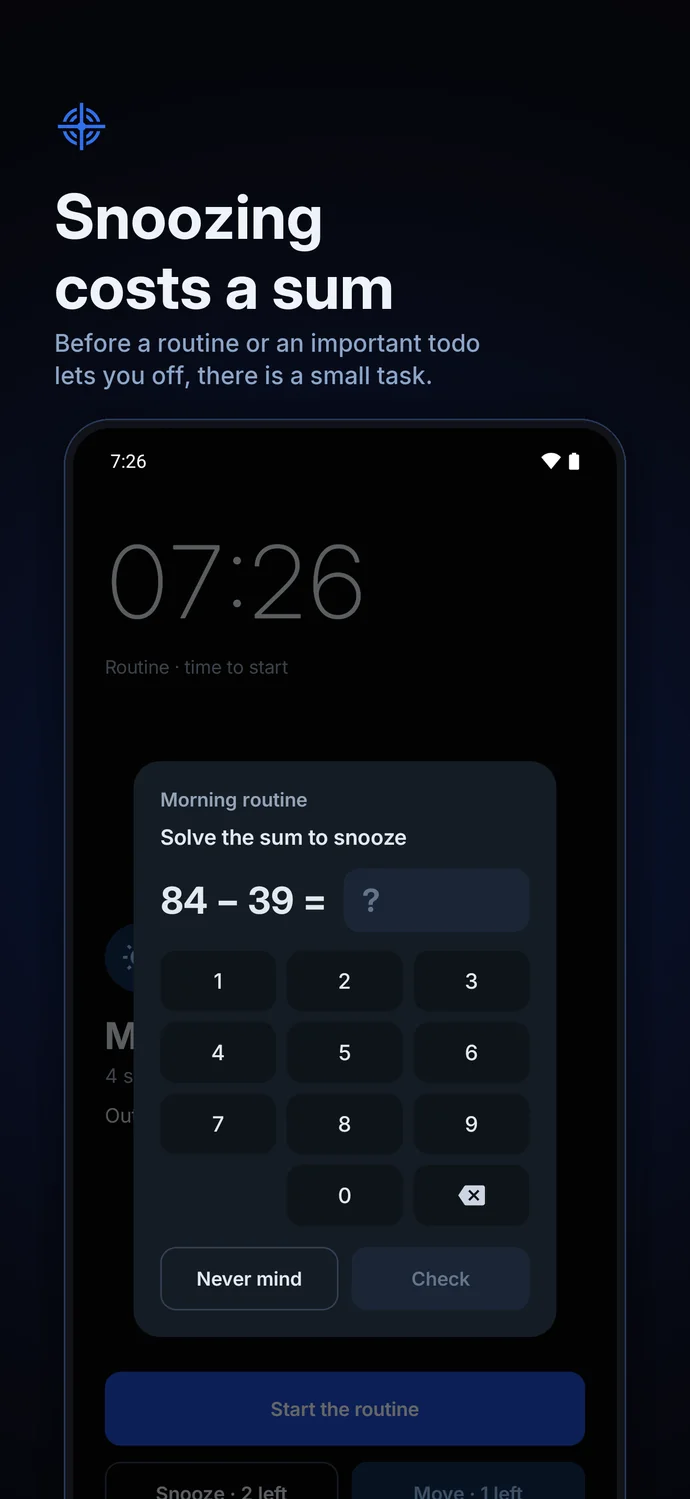 Snoozing
costs a sum
Before a routine or an important todo
lets you off, there is a small task.
7:26
07:26
Routine · time to start
Morning routine
Solve the sum to snooze
84 – 39 = ?
1 2 3
4 5 6
M
4 s
Ou
7 8 9
0
Never mind Check
Start the routine
Snooze · 2 left Move · 1 left